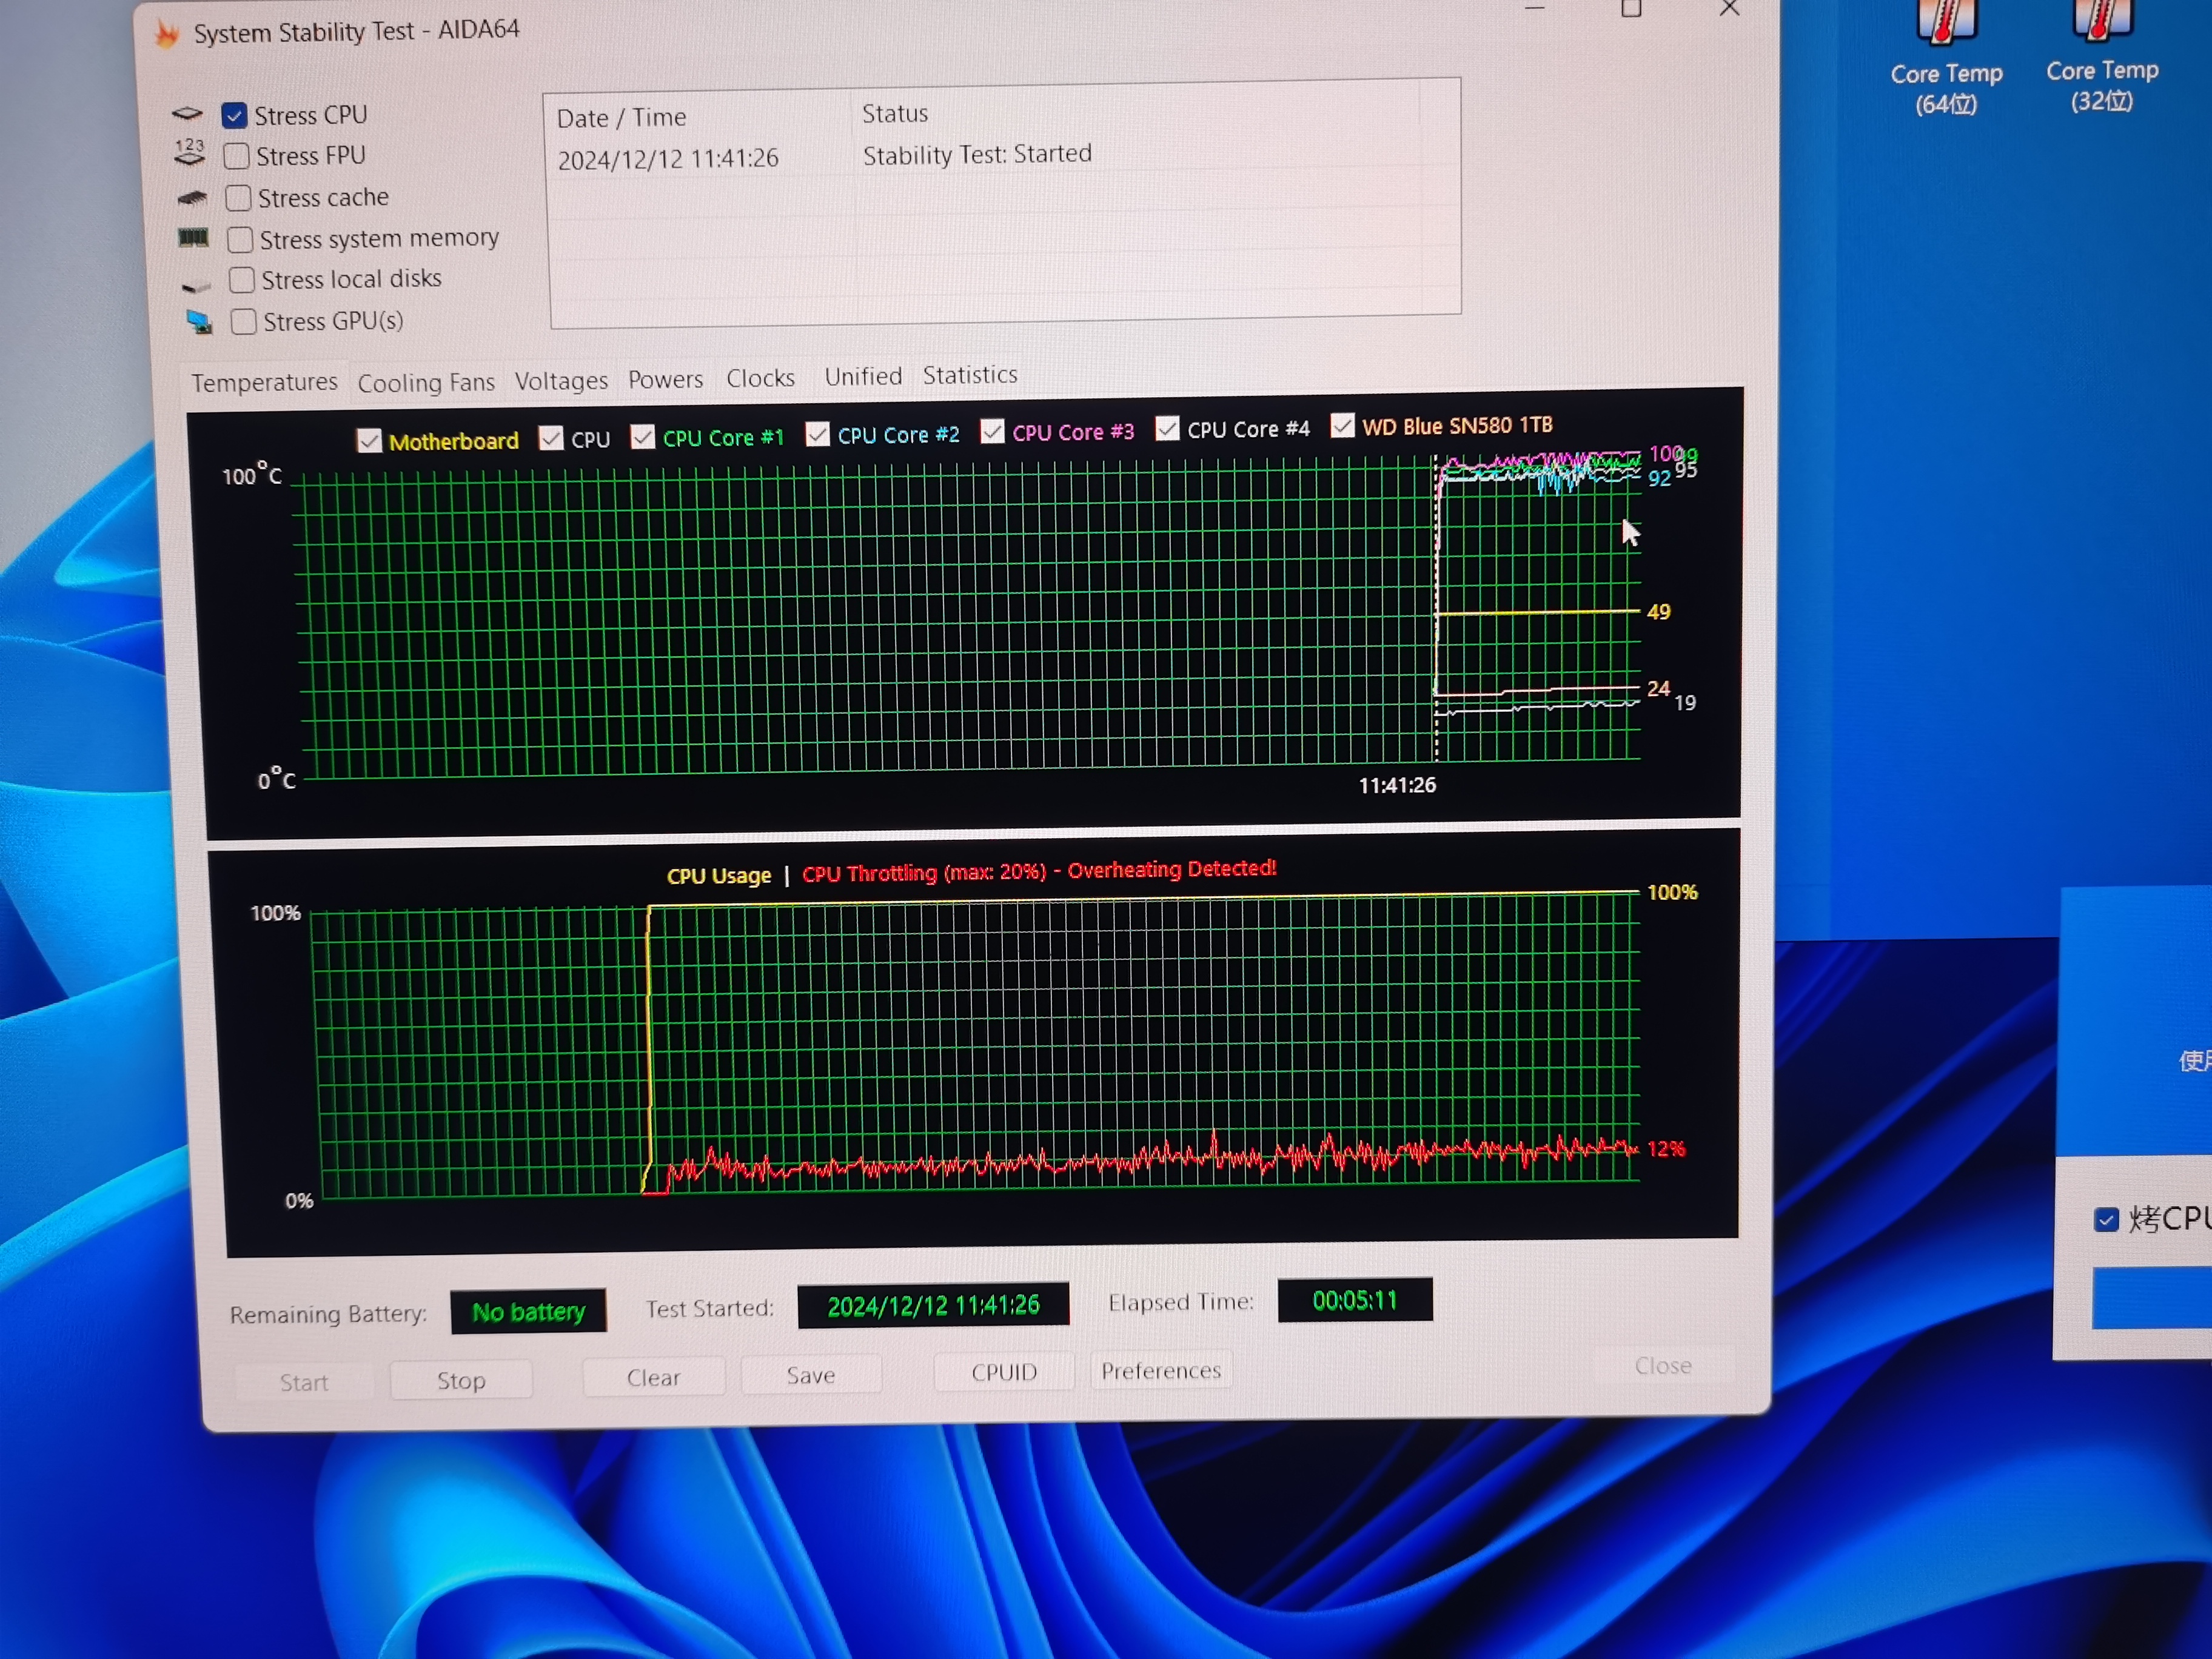 System Stability Test - AIDA64
Core Temp
(64位)
Core Temp
(32位)
Stress CPU
123
Stress FPU
Stress cache
Stress system memory
Stress local disks
Stress GPU(s)
Date / Time Status
2024/12/12 11:41:26 Stability Test: Started
Temperatures Cooling Fans Voltages Powers Clocks Unified Statistics
Motherboard CPU CPU Core #1 CPU Core #2 CPU Core #3 CPU Core #4 WD Blue SN580 1TB
100°C
100
99
92
95
49
24
19
0°C
11:41:26
CPU Usage | CPU Throttling (max: 20%) - Overheating Detected!
100%
100%
12%
0%
Remaining Battery: No battery Test Started: 2024/12/12 11:41:26 Elapsed Time: 00:05:11
Start Stop Clear Save CPUID Preferences Close
烤CPU